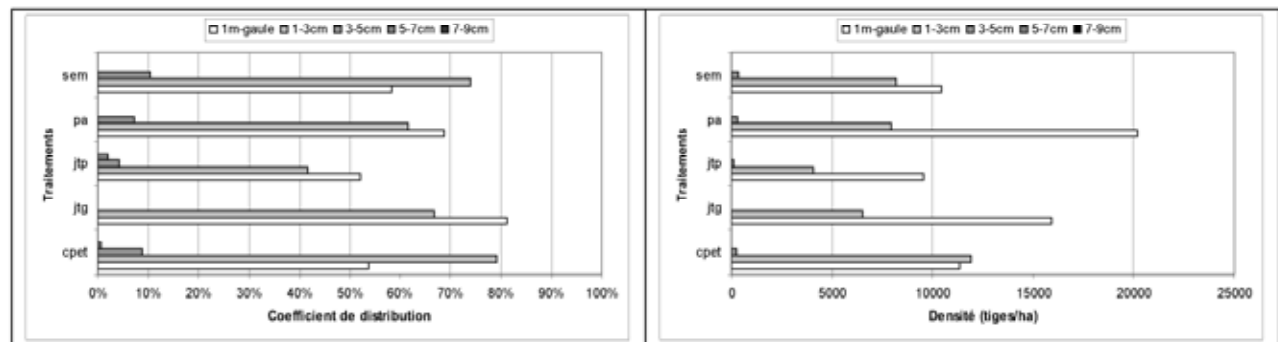 1m-gaule 1-3cm 3-5cm 5-7cm 7-9cm
Traitements
sem
pa
jtp
jtg
cpet
0% 10% 20% 30% 40% 50% 60% 70% 80% 90% 100%
Coefficient de distribution
1m-gaule 1-3cm 3-5cm 5-7cm 7-9cm
Traitements
sem
pa
jtp
jtg
cpet
0 5000 10000 15000 20000 25000
Densité (tiges/ha)